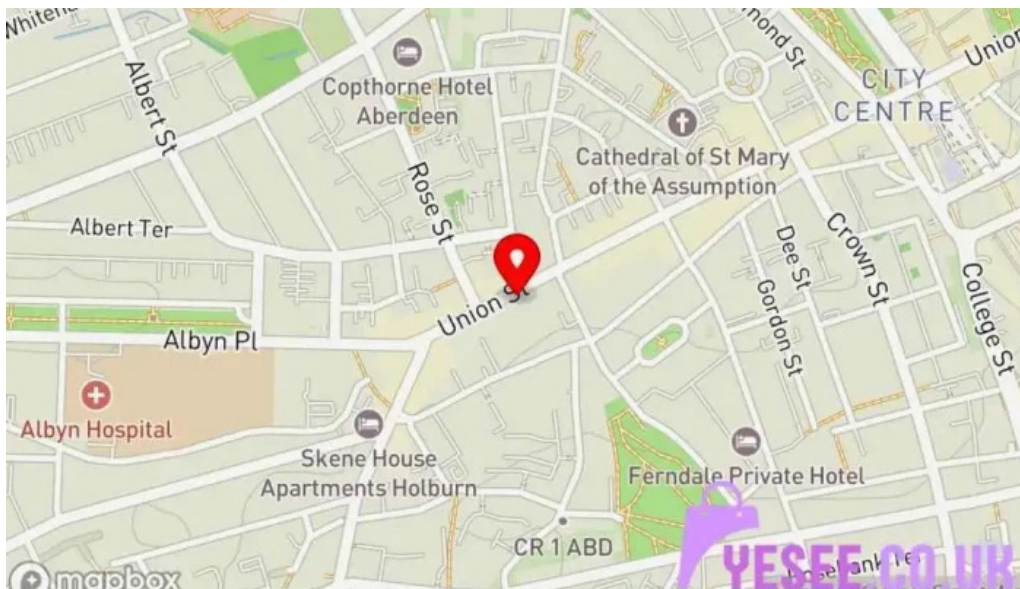 Whiteh
Albert St
Copthorne Hotel
Aberdeen
mond St
Union
CITY
CENTRE
Cathedral of St Mary
of the Assumption
Rose St
Albert Ter
Union St
Dee St
Crown St
Gordon St
College St
Albyn Pl
Albyn Hospital
Skene House
Apartments Holburn
Ferndale Private Hotel
CR 1 ABD
YESEE.CO.UK
mapbox